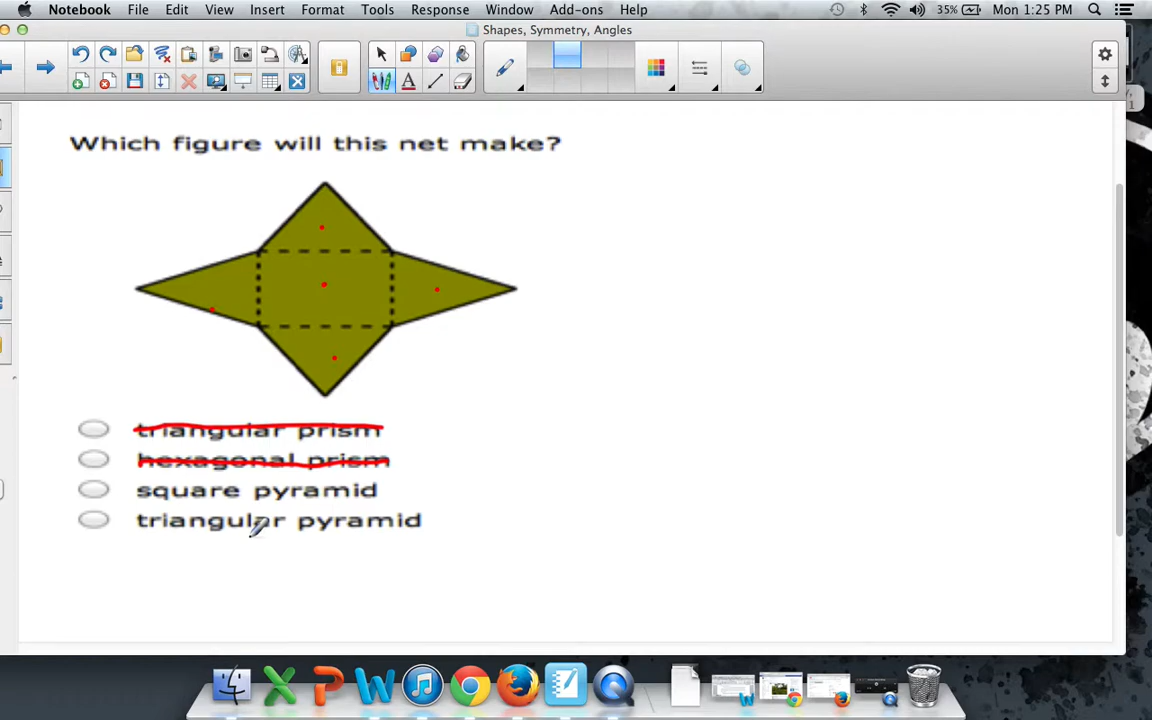 Notebook File Edit View Insert Format Tools Response Window Add-ons Help 35% Mon 1:25 PM
Shapes, Symmetry, Angles
Which figure will this net make?
triangular prism
hexagonal prism
square pyramid
triangular pyramid